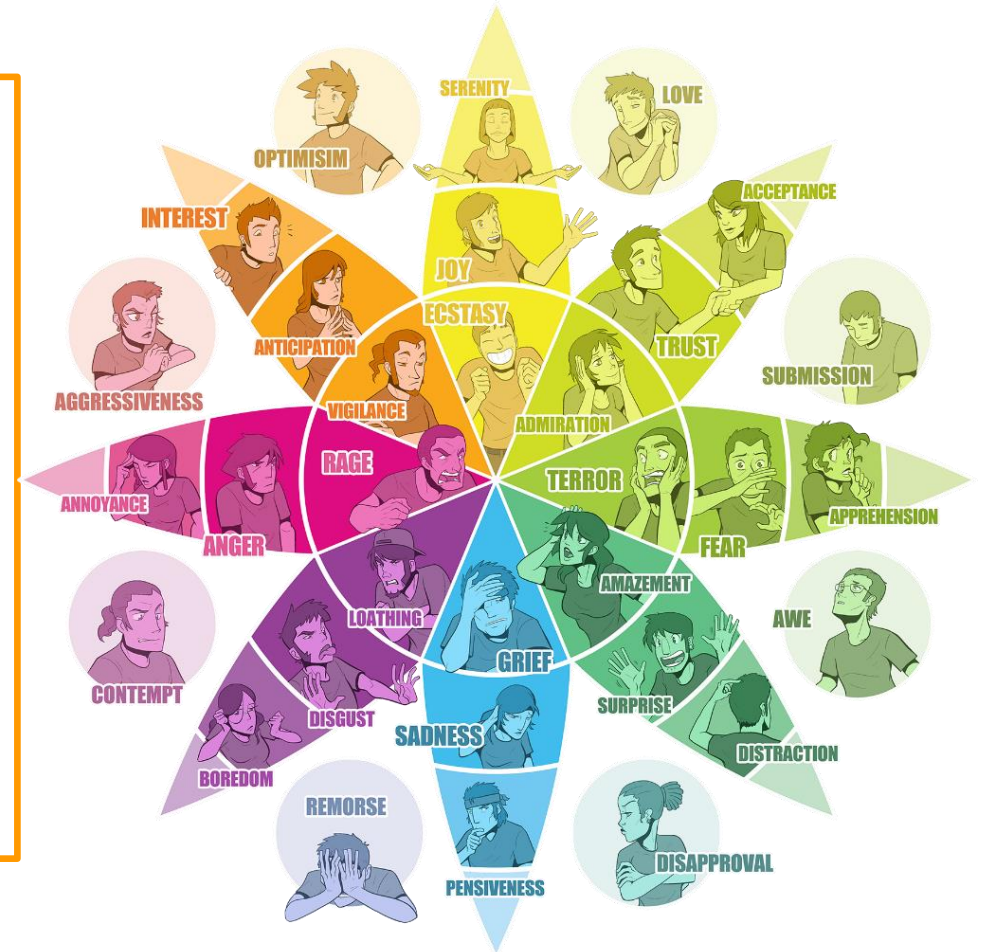 SERENITY
LOVE
OPTIMISIM
ACCEPTANCE
INTEREST
JOY
ECSTASY
ANTICIPATION
TRUST
SUBMISSION
AGGRESSIVENESS
VIGILANCE
ADMIRATION
RAGE
TERROR
ANNOYANCE
APPREHENSION
ANGER
FEAR
AMAZEMENT
LOATHING
AWE
GRIEF
CONTEMPT
SURPRISE
DISGUST
SADNESS
DISTRACTION
BOREDOM
REMORSE
DISAPPROVAL
PENSIVENESS